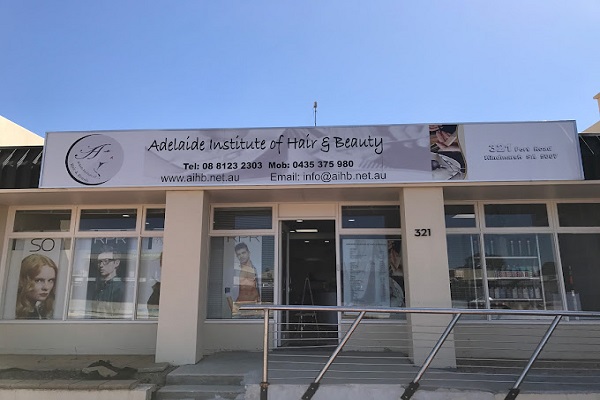 Adelaide Institute of Hair & Beauty
Tel: 08 8123 2303 Mob: 0435 375 980
www.aihb.net.au Email: info@aihb.net.au
A
321 Port Road
Hindmarsh SA 5007
321
SO